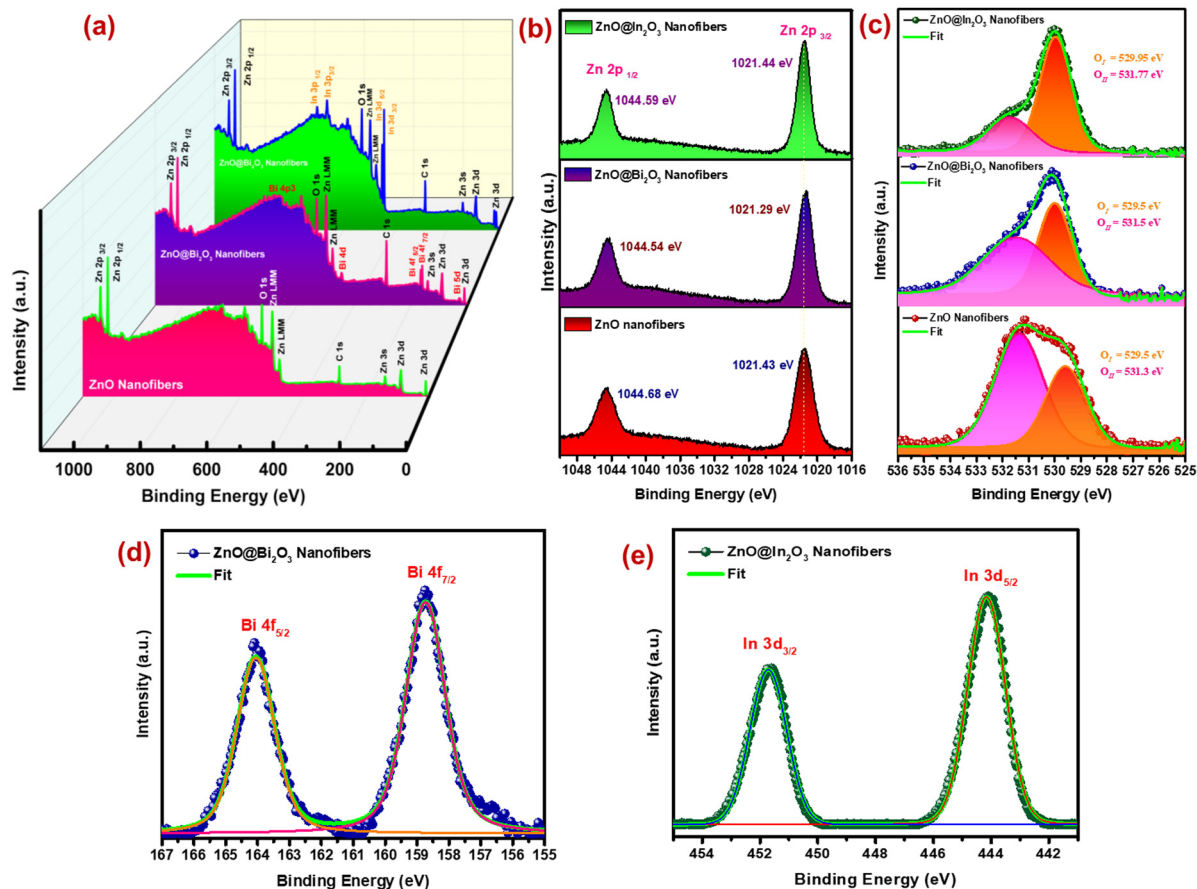 (a)
Zn 2p 3/2
Zn 2p 1/2
In 3p 1/2
In 3p3/2
O 1s
Zn LMM
Zn LMM
In 3d 5/2
In 3d 3/2
C 1s
Zn 3s
Zn 3d
Zn 3d
ZnO@Bi2O3 Nanofibers
Zn 2p 3/2
Zn 2p 1/2
Bi 4p3
O 1s
Zn LMM
Zn LMM
Bi 4d
C 1s
Bi 4f 5/2
Bi 4f 7/2
Zn 3s
Zn 3d
Bi 5d
Zn 3d
ZnO@Bi2O3 Nanofibers
Zn 2p 3/2
Zn 2p 1/2
O 1s
Zn LMM
Zn LMM
C 1s
Zn 3s
Zn 3d
Zn 3d
ZnO Nanofibers
Intensity (a.u.)
1000 800 600 400 200 0
Binding Energy (eV)
(b)
ZnO@In2O3 Nanofibers
Zn 2p 3/2
Zn 2p 1/2
1021.44 eV
1044.59 eV
ZnO@Bi2O3 Nanofibers
1021.29 eV
1044.54 eV
ZnO nanofibers
1021.43 eV
1044.68 eV
Intensity (a.u.)
1048 1044 1040 1036 1032 1028 1024 1020 1016
Binding Energy (eV)
(c)
ZnO@In2O3 Nanofibers
Fit
OI = 529.95 eV
OII = 531.77 eV
ZnO@Bi2O3 Nanofibers
Fit
OI = 529.5 eV
OII = 531.5 eV
ZnO Nanofibers
Fit
OI = 529.5 eV
OII = 531.3 eV
Intensity (a.u.)
536 535 534 533 532 531 530 529 528 527 526 525
Binding Energy (eV)
(d)
ZnO@Bi2O3 Nanofibers
Fit
Bi 4f7/2
Bi 4f5/2
Intensity (a.u.)
167 166 165 164 163 162 161 160 159 158 157 156 155
Binding Energy (eV)
(e)
ZnO@In2O3 Nanofibers
Fit
In 3d5/2
In 3d3/2
Intensity (a.u.)
454 452 450 448 446 444 442
Binding Energy (eV)